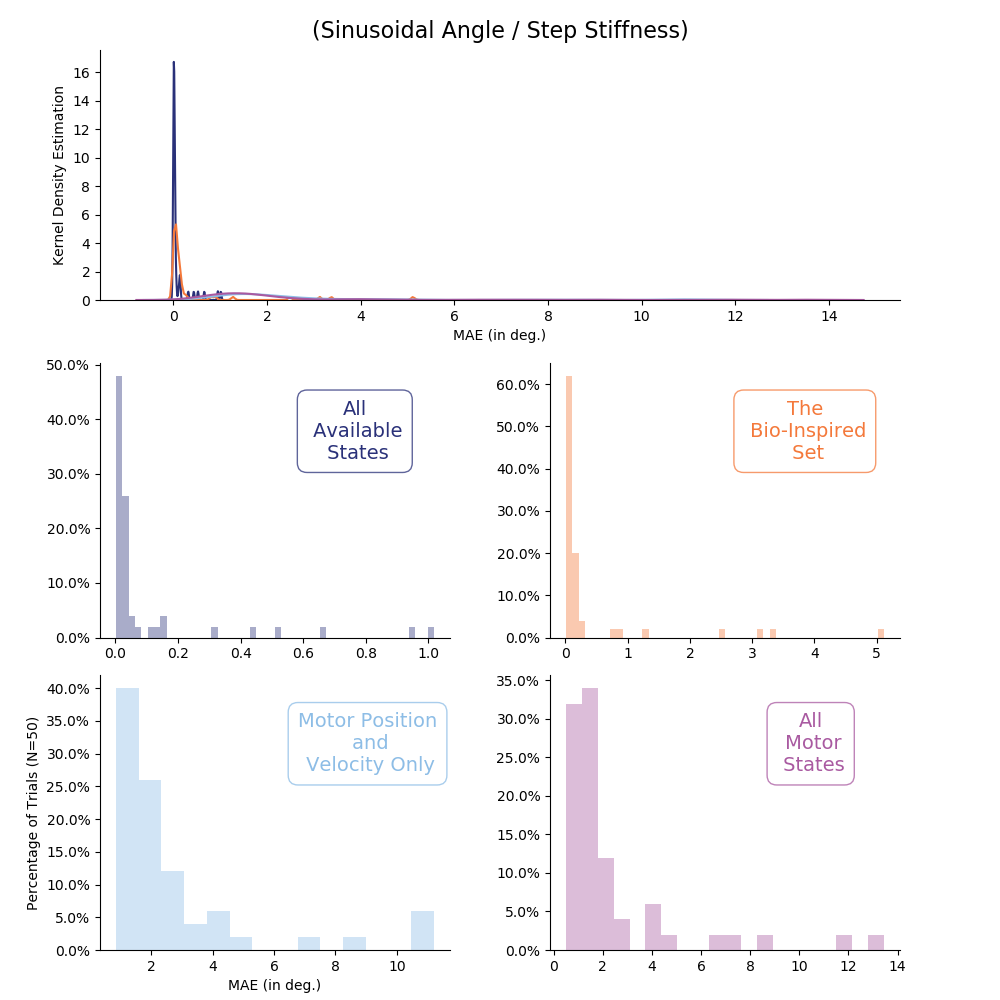 (Sinusoidal Angle / Step Stiffness)
Kernel Density Estimation
16
14
12
10
8
6
4
2
0
0 2 4 6 8 10 12 14
MAE (in deg.)
50.0%
40.0%
30.0%
20.0%
10.0%
0.0%
All
Available
States
0.0 0.2 0.4 0.6 0.8 1.0
60.0%
50.0%
40.0%
30.0%
20.0%
10.0%
0.0%
The
Bio-Inspired
Set
0 1 2 3 4 5
Percentage of Trials (N=50)
40.0%
35.0%
30.0%
25.0%
20.0%
15.0%
10.0%
5.0%
0.0%
Motor Position
and
Velocity Only
2 4 6 8 10
MAE (in deg.)
35.0%
30.0%
25.0%
20.0%
15.0%
10.0%
5.0%
0.0%
All
Motor
States
0 2 4 6 8 10 12 14